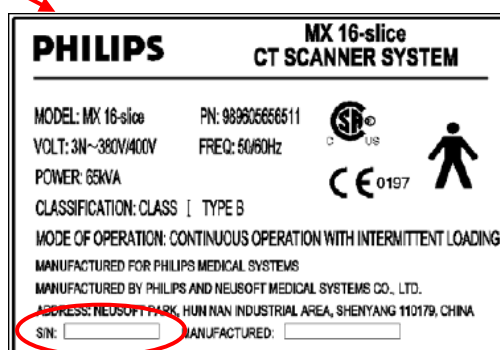 PHILIPS
MX 16-slice
CT SCANNER SYSTEM
MODEL: MX 16-slice PN: 989605656511
VOLT: 3N~380V/400V FREQ: 50/60Hz
POWER: 65kVA
C SA US
CE 0197
CLASSIFICATION: CLASS I TYPE B
MODE OF OPERATION: CONTINUOUS OPERATION WITH INTERMITTENT LOADING
MANUFACTURED FOR PHILIPS MEDICAL SYSTEMS
MANUFACTURED BY PHILIPS AND NEUSOFT MEDICAL SYSTEMS CO., LTD.
ADDRESS: NEUSOFT PARK, HUN NAN INDUSTRIAL AREA, SHENYANG 110179, CHINA
S/N: MANUFACTURED: